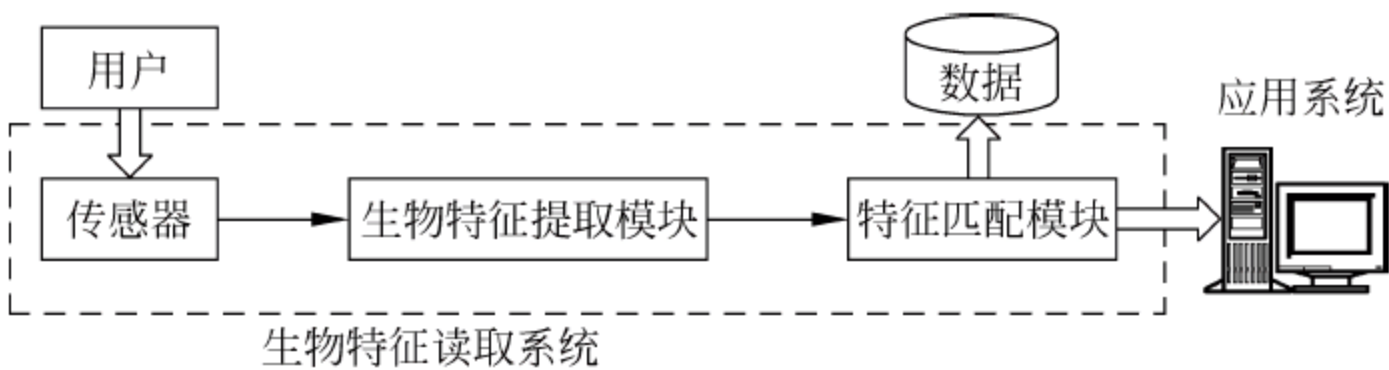 用户
数据
应用系统
传感器
生物特征提取模块
特征匹配模块
生物特征读取系统